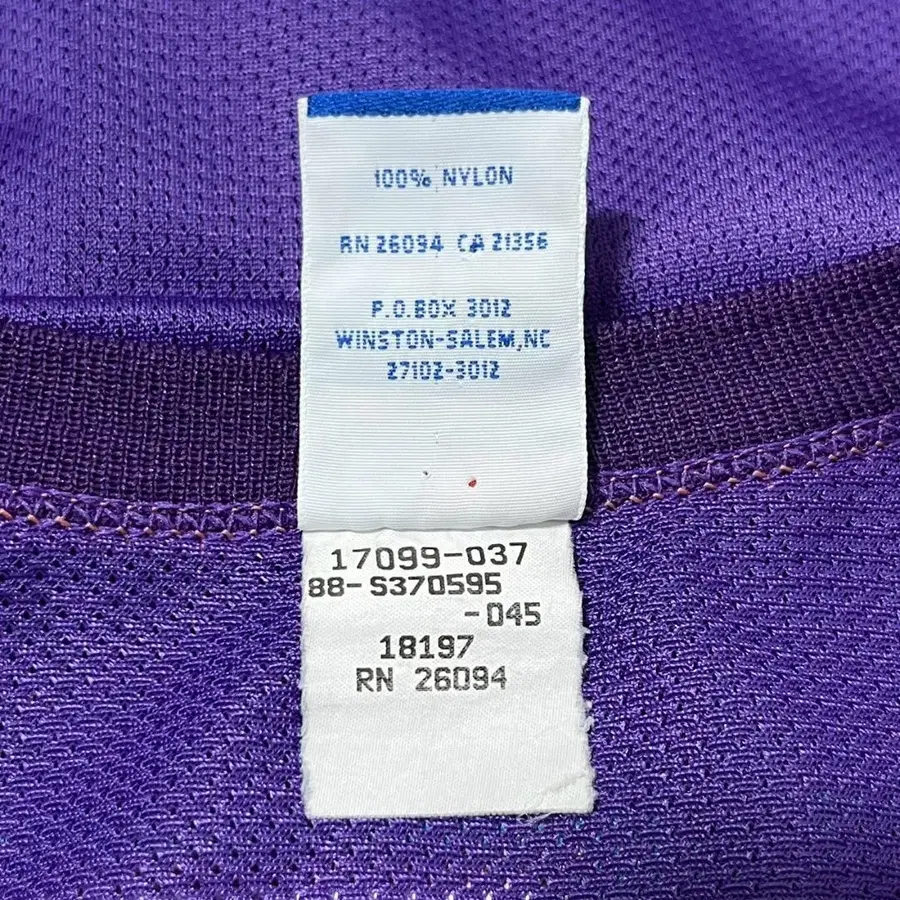 100% NYLON
RN 26094 CA 21356
P.O.BOX 3012
WINSTON-SALEM,NC
27102-3012
17099-037
88-S370595
-045
18197
RN 26094